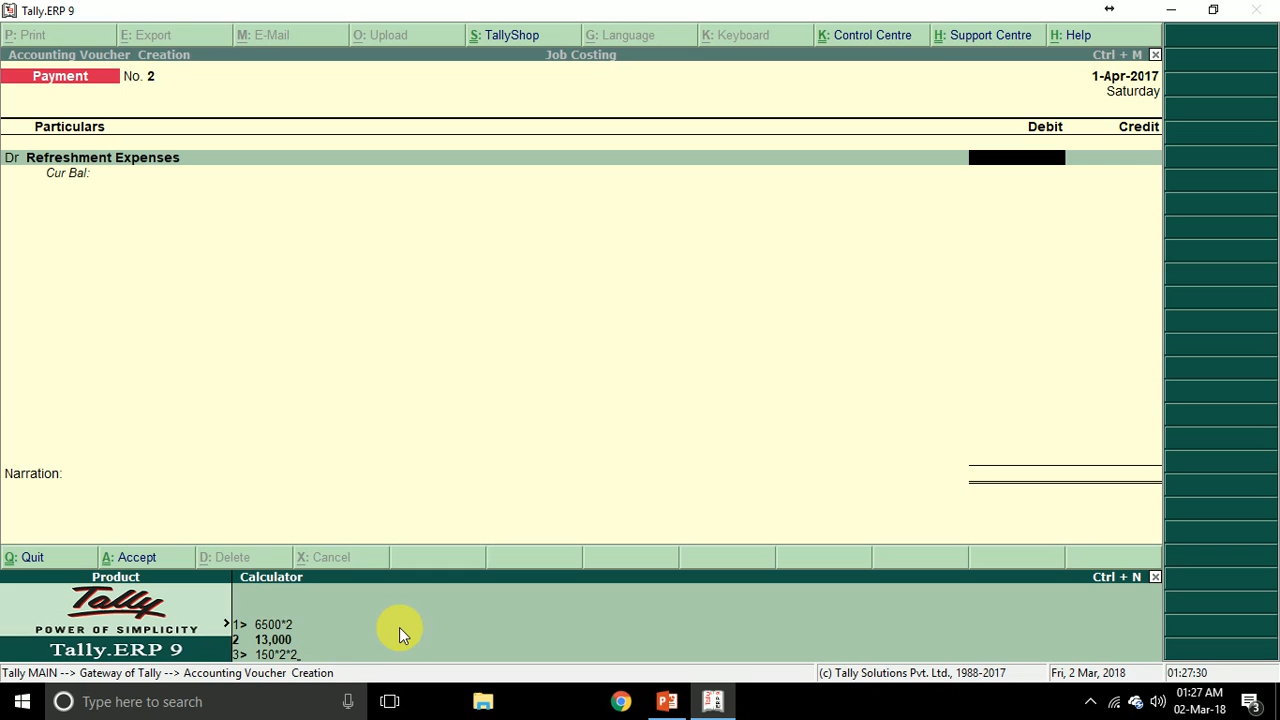 Tally.ERP 9
P: Print E: Export M: E-Mail O: Upload S: TallyShop G: Language K: Keyboard K: Control Centre H: Support Centre H: Help
Accounting Voucher Creation Job Costing Ctrl + M
Payment No. 2 1-Apr-2017
Saturday
Particulars Debit Credit
Dr Refreshment Expenses
Cur Bal:
Narration:
Q: Quit A: Accept D: Delete X: Cancel
Product Calculator Ctrl + N
Tally
POWER OF SIMPLICITY
Tally.ERP 9
1> 6500*2
2 13,000
3> 150*2*2_
Tally MAIN --> Gateway of Tally --> Accounting Voucher Creation (c) Tally Solutions Pvt. Ltd., 1988-2017 Fri, 2 Mar, 2018 01:27:30
Type here to search
01:27 AM
02-Mar-18
3